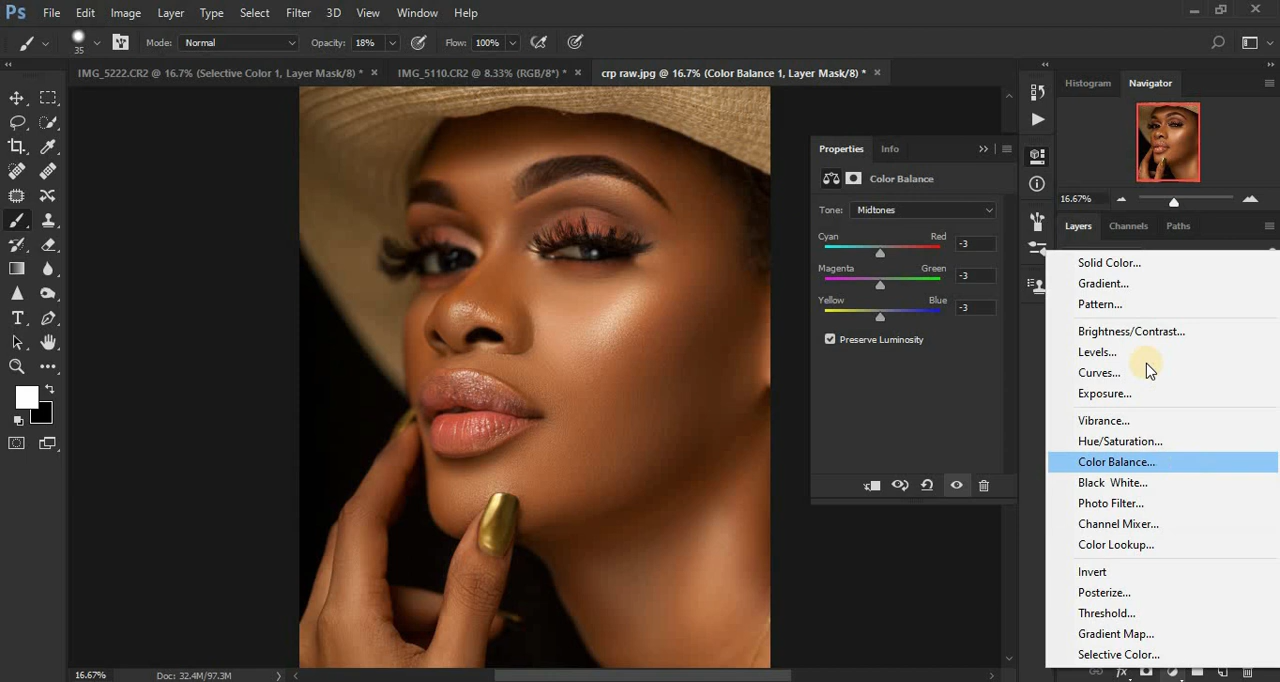 Ps File Edit Image Layer Type Select Filter 3D View Window Help
35 Mode: Normal Opacity: 18% Flow: 100%
IMG_5222.CR2 @ 16.7% (Selective Color 1, Layer Mask/8) * × IMG_5110.CR2 @ 8.33% (RGB/8*) * × crp raw.jpg @ 16.7% (Color Balance 1, Layer Mask/8) * ×
Histogram Navigator
Properties Info
Color Balance
16.67%
Tone: Midtones
Layers Channels Paths
Cyan Red -3
Magenta Green -3
Yellow Blue -3
Preserve Luminosity
Solid Color...
Gradient...
Pattern...
Brightness/Contrast...
Levels...
Curves...
Exposure...
Vibrance...
Hue/Saturation...
Color Balance...
Black White...
Photo Filter...
Channel Mixer...
Color Lookup...
Invert
Posterize...
Threshold...
Gradient Map...
Selective Color...
16.67% Doc: 32.4M/97.3M
fx